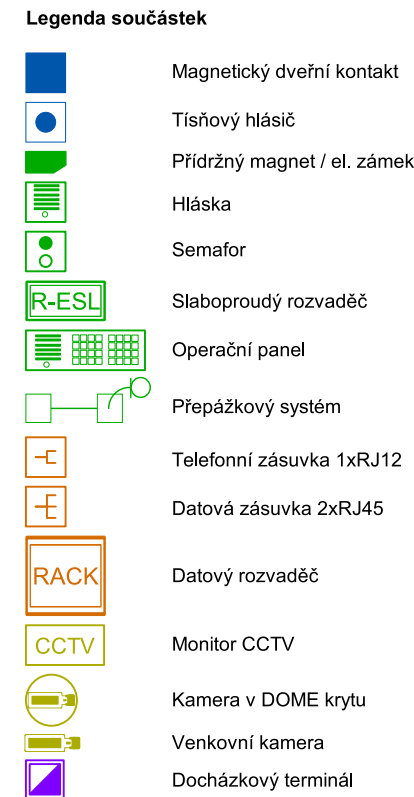 Legenda součástek
Magnetický dveřní kontakt
Tísňový hlásič
Přídržný magnet / el. zámek
Hláska
Semafor
R-ESL Slaboproudý rozvaděč
Operační panel
Přepážkový systém
Telefonní zásuvka 1xRJ12
Datová zásuvka 2xRJ45
RACK Datový rozvaděč
CCTV Monitor CCTV
Kamera v DOME krytu
Venkovní kamera
Docházkový terminál